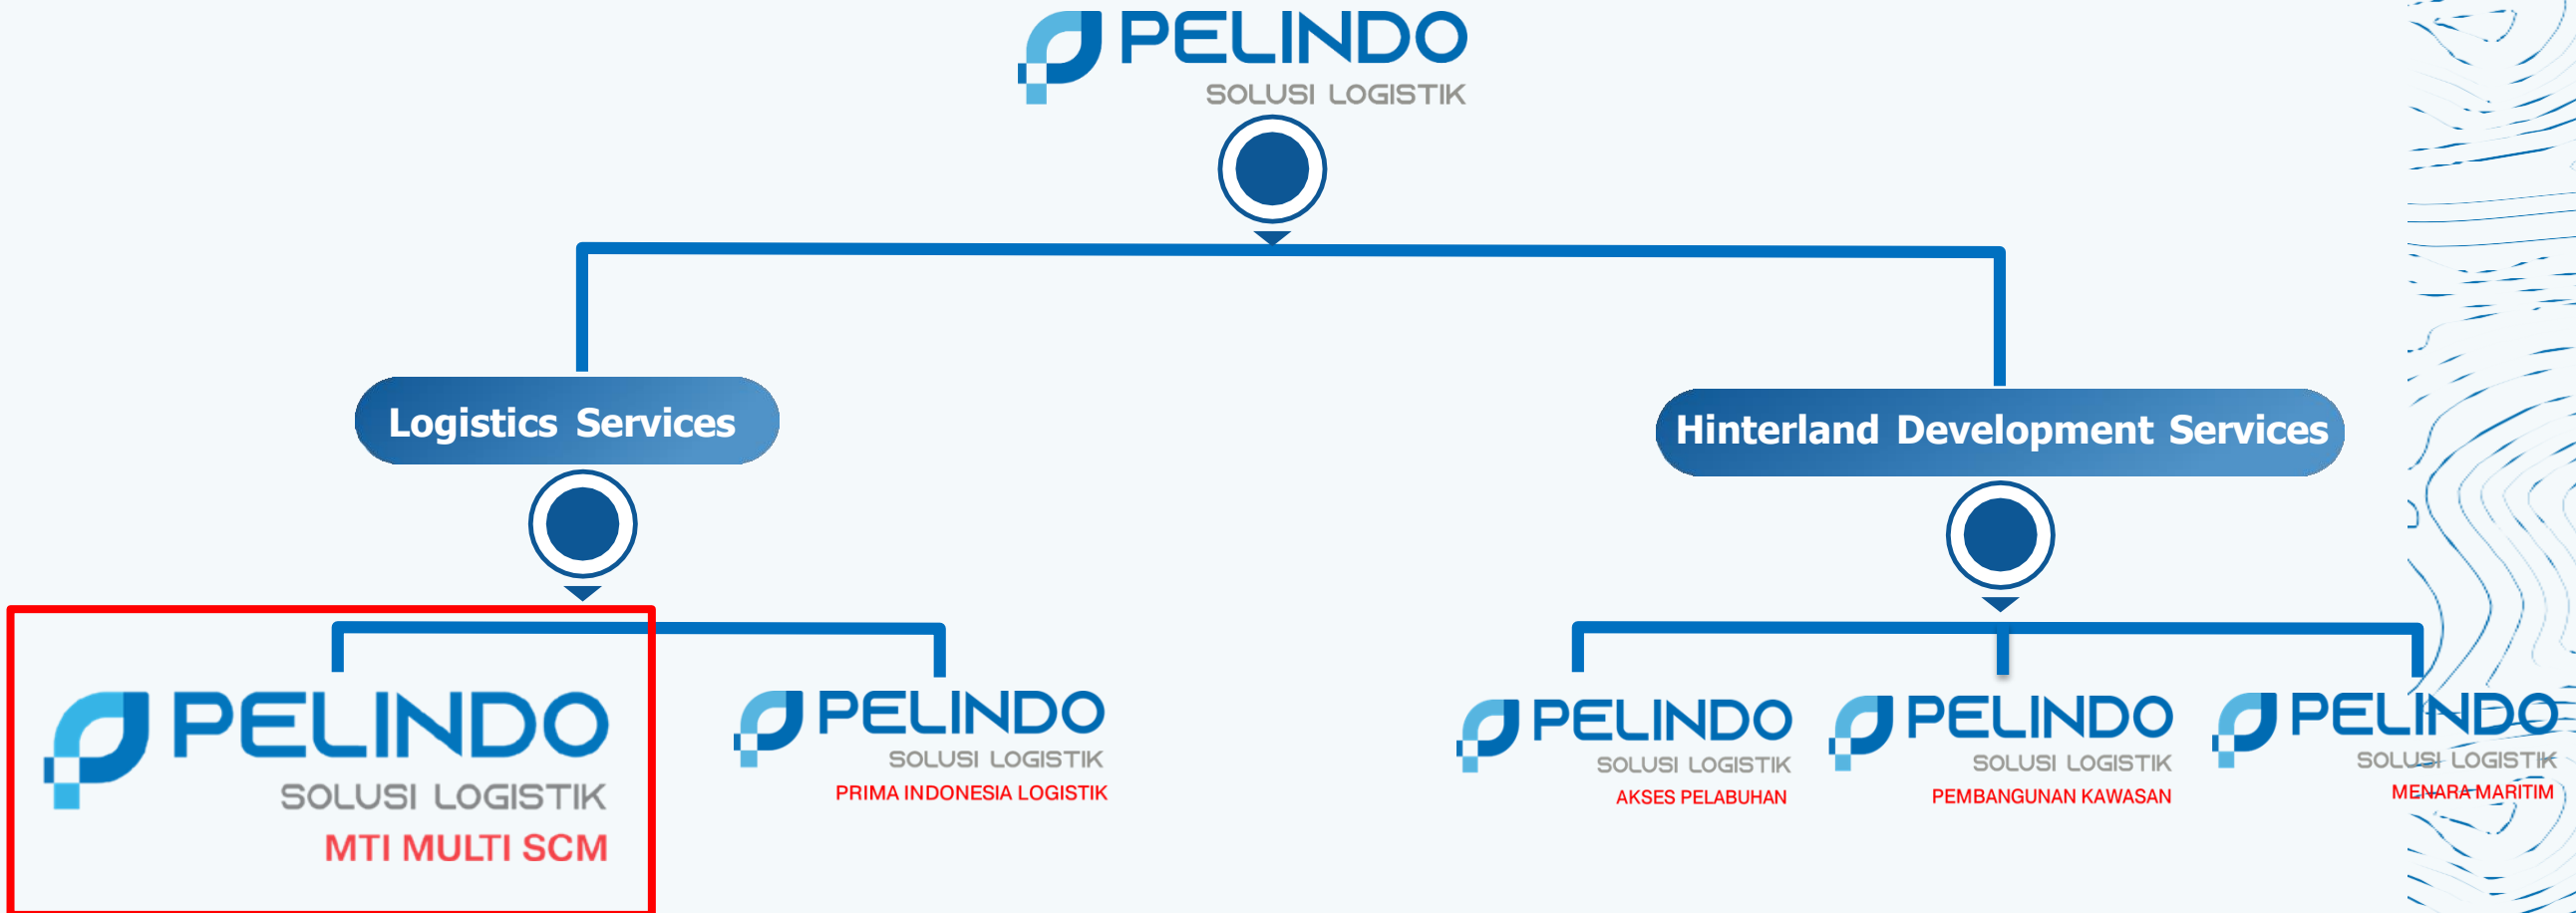 PELINDO
SOLUSI LOGISTIK
Logistics Services
Hinterland Development Services
PELINDO
SOLUSI LOGISTIK
MTI MULTI SCM
PELINDO
SOLUSI LOGISTIK
PRIMA INDONESIA LOGISTIK
PELINDO
SOLUSI LOGISTIK
AKSES PELABUHAN
PELINDO
SOLUSI LOGISTIK
PEMBANGUNAN KAWASAN
PELINDO
SOLUSI LOGISTIK
MENARA MARITIM